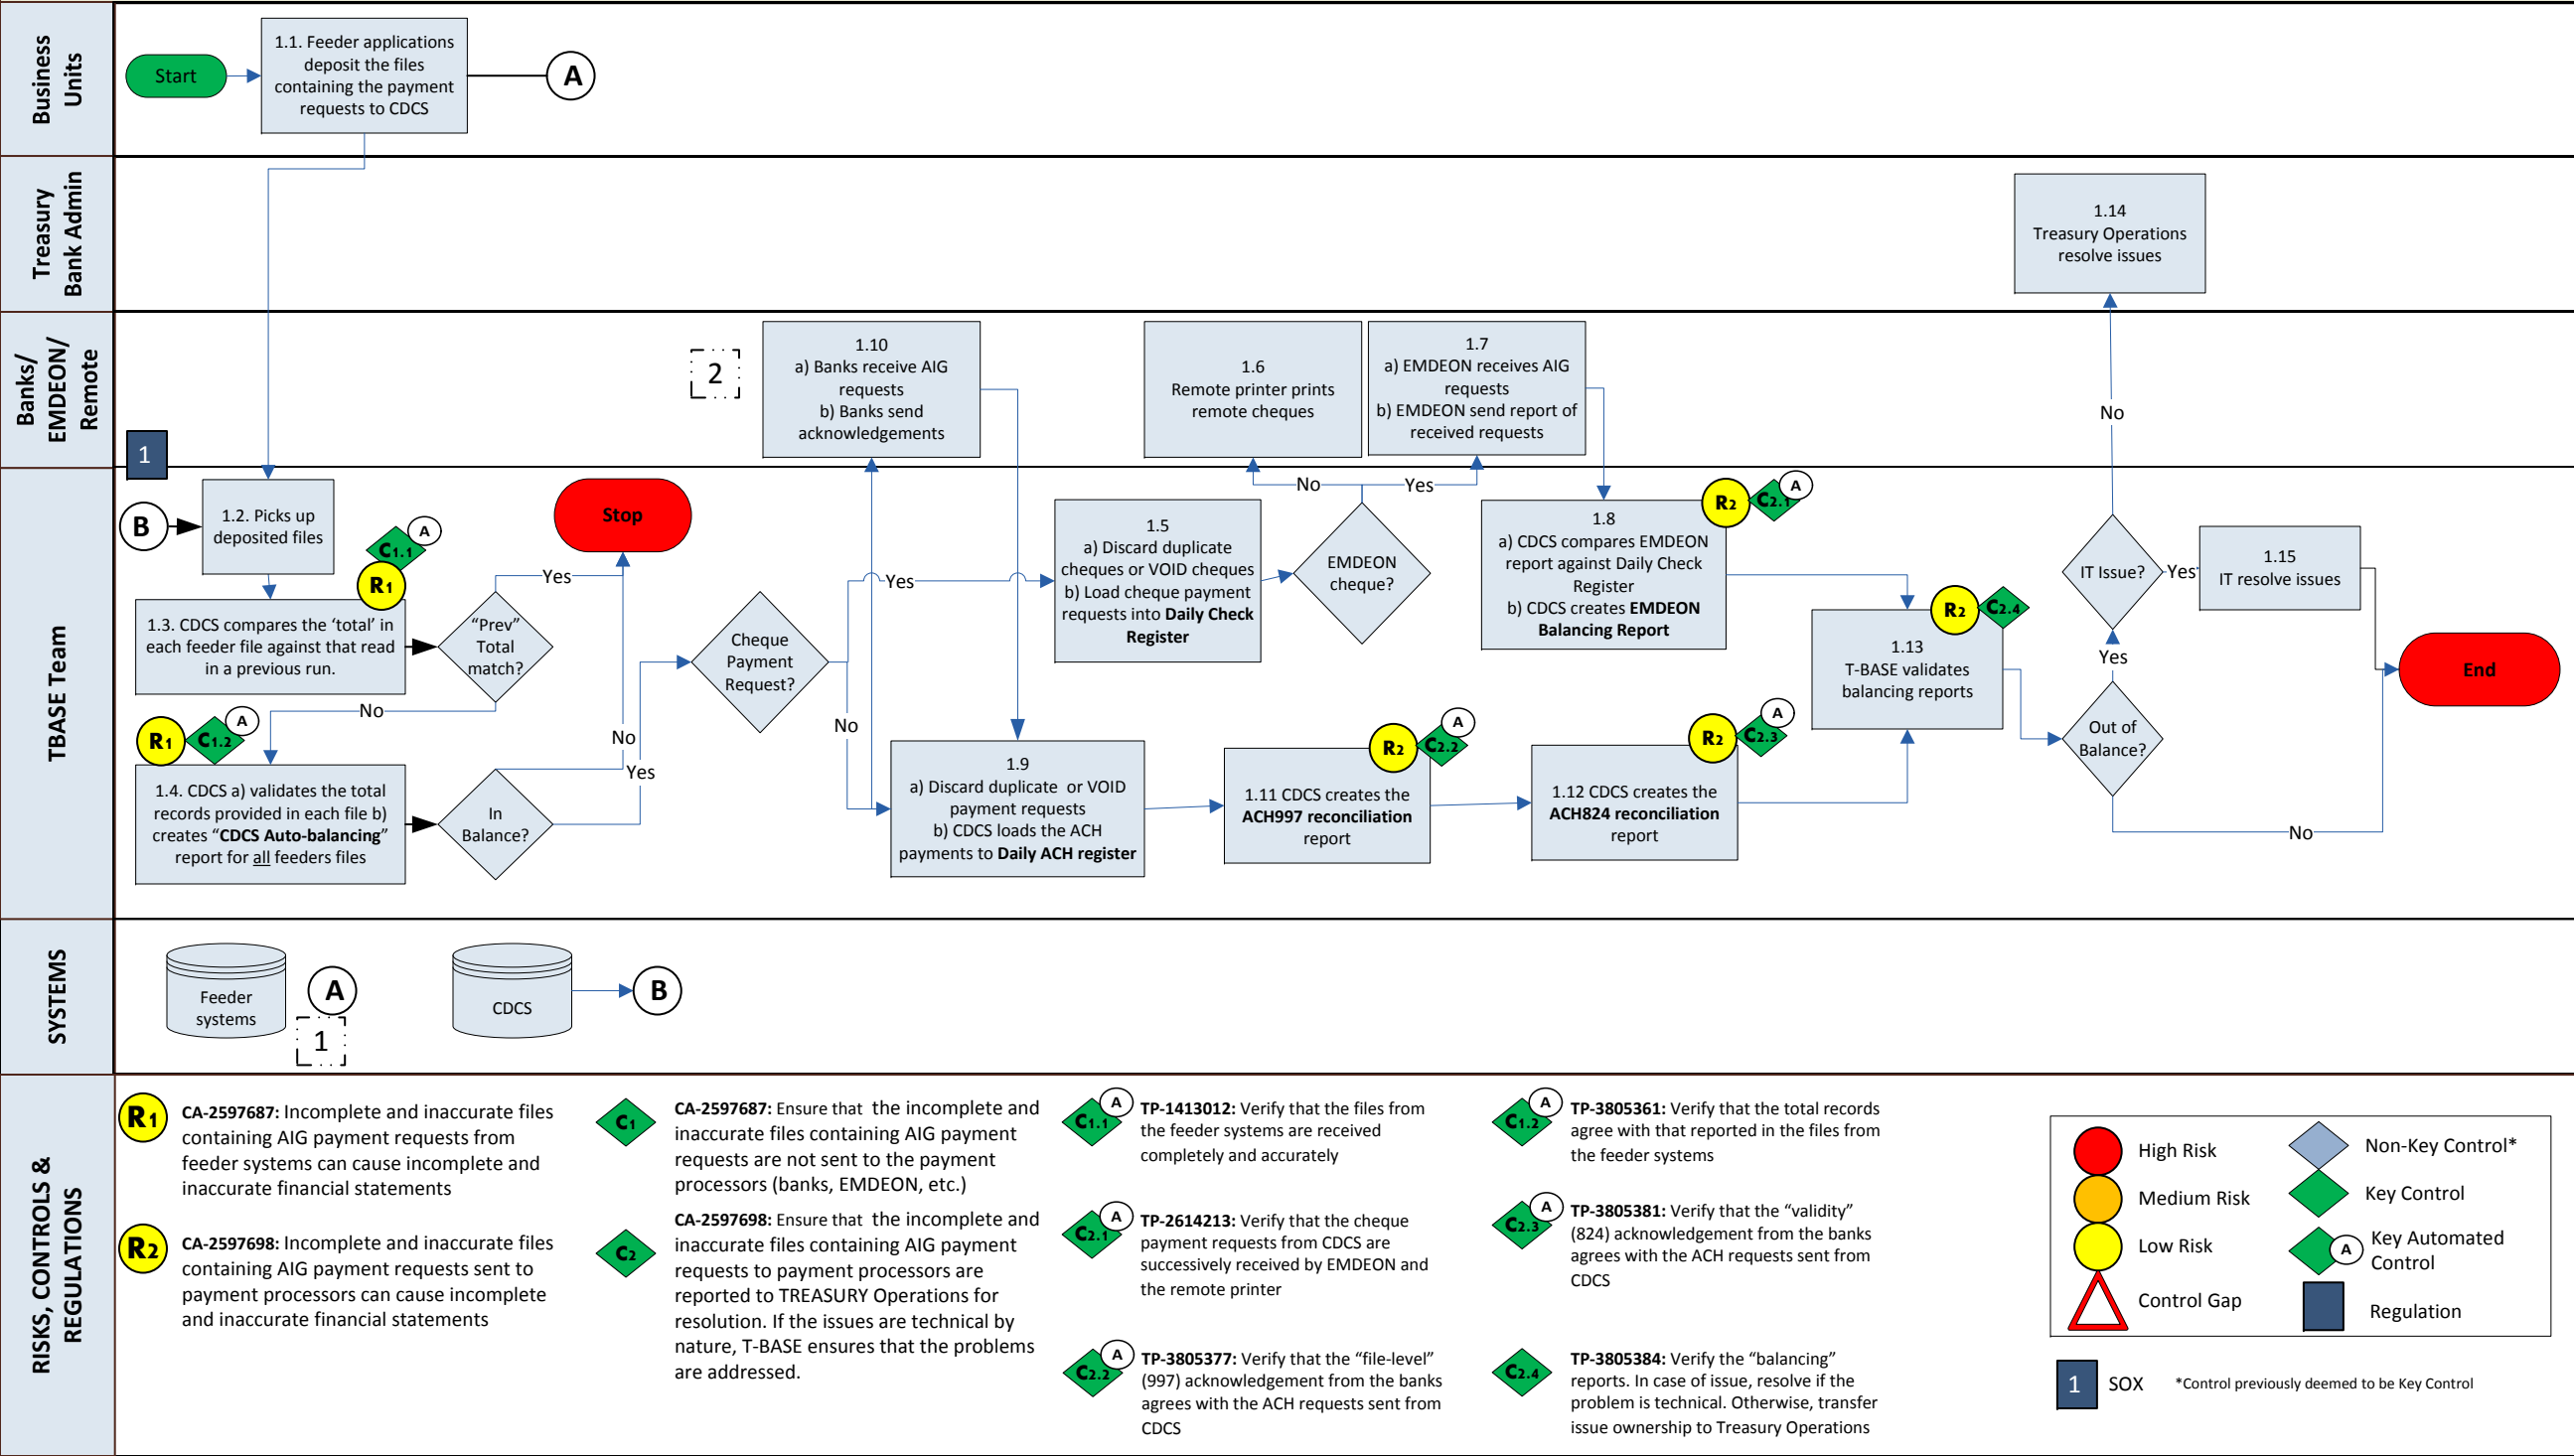 Business
Units
Start
1.1. Feeder applications
deposit the files
containing the payment
requests to CDCS
A
Treasury
Bank Admin
1.14
Treasury Operations
resolve issues
Banks/
EMDEON/
Remote
1
2
1.10
a) Banks receive AIG
requests
b) Banks send
acknowledgements
1.6
Remote printer prints
remote cheques
1.7
a) EMDEON receives AIG
requests
b) EMDEON send report of
received requests
No
TBASE Team
B
1.2. Picks up
deposited files
C1.1
A
R1
1.3. CDCS compares the ‘total’ in
each feeder file against that read
in a previous run.
“Prev”
Total
match?
Yes
Stop
No
R1
C1.2
A
1.4. CDCS a) validates the total
records provided in each file b)
creates “CDCS Auto-balancing”
report for all feeders files
In
Balance?
No
Yes
Cheque
Payment
Request?
Yes
No
1.5
a) Discard duplicate
cheques or VOID cheques
b) Load cheque payment
requests into Daily Check
Register
EMDEON
cheque?
No
Yes
1.8
a) CDCS compares EMDEON
report against Daily Check
Register
b) CDCS creates EMDEON
Balancing Report
R2
C2.1
A
1.9
a) Discard duplicate or VOID
payment requests
b) CDCS loads the ACH
payments to Daily ACH register
1.11 CDCS creates the
ACH997 reconciliation
report
R2
C2.2
A
1.12 CDCS creates the
ACH824 reconciliation
report
R2
C2.3
A
1.13
T-BASE validates
balancing reports
R2
C2.4
IT Issue?
Yes
1.15
IT resolve issues
Yes
Out of
Balance?
No
End
SYSTEMS
Feeder
systems
A
1
CDCS
B
RISKS, CONTROLS &
REGULATIONS
R1
CA-2597687: Incomplete and inaccurate files
containing AIG payment requests from
feeder systems can cause incomplete and
inaccurate financial statements
R2
CA-2597698: Incomplete and inaccurate files
containing AIG payment requests sent to
payment processors can cause incomplete
and inaccurate financial statements
C1
CA-2597687: Ensure that the incomplete and
inaccurate files containing AIG payment
requests are not sent to the payment
processors (banks, EMDEON, etc.)
C2
CA-2597698: Ensure that the incomplete and
inaccurate files containing AIG payment
requests to payment processors are
reported to TREASURY Operations for
resolution. If the issues are technical by
nature, T-BASE ensures that the problems
are addressed.
C1.1
A
TP-1413012: Verify that the files from
the feeder systems are received
completely and accurately
C2.1
A
TP-2614213: Verify that the cheque
payment requests from CDCS are
successively received by EMDEON and
the remote printer
C2.2
A
TP-3805377: Verify that the “file-level”
(997) acknowledgement from the banks
agrees with the ACH requests sent from
CDCS
C1.2
A
TP-3805361: Verify that the total records
agree with that reported in the files from
the feeder systems
C2.3
A
TP-3805381: Verify that the “validity”
(824) acknowledgement from the banks
agrees with the ACH requests sent from
CDCS
C2.4
TP-3805384: Verify the “balancing”
reports. In case of issue, resolve if the
problem is technical. Otherwise, transfer
issue ownership to Treasury Operations
High Risk
Medium Risk
Low Risk
Control Gap
Non-Key Control*
Key Control
A
Key Automated
Control
Regulation
1
SOX
*Control previously deemed to be Key Control